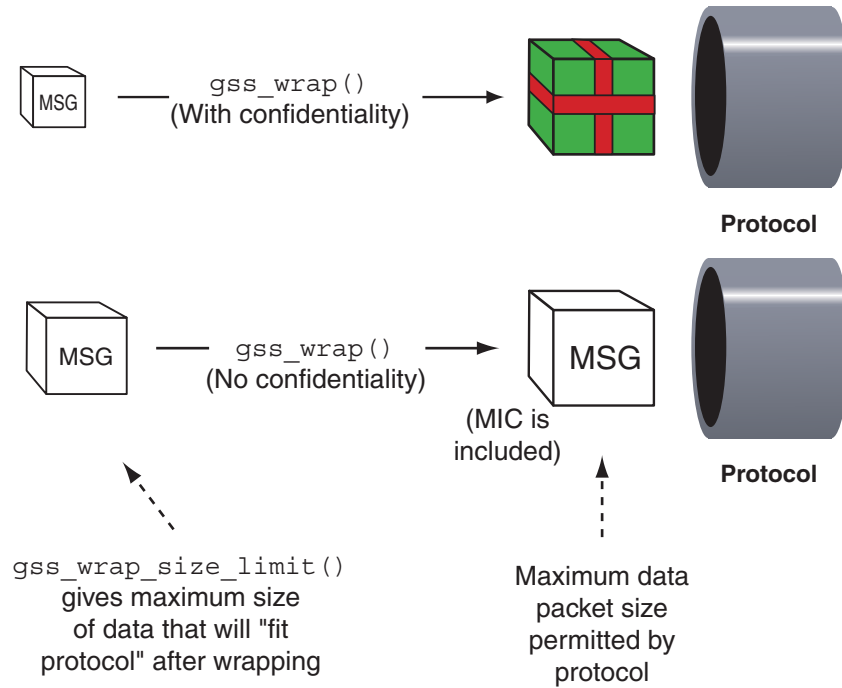 MSG
gss_wrap()
(With confidentiality)
Protocol
MSG
gss_wrap()
(No confidentiality)
MSG
(MIC is
included)
Protocol
gss_wrap_size_limit()
gives maximum size
of data that will "fit
protocol" after wrapping
Maximum data
packet size
permitted by
protocol